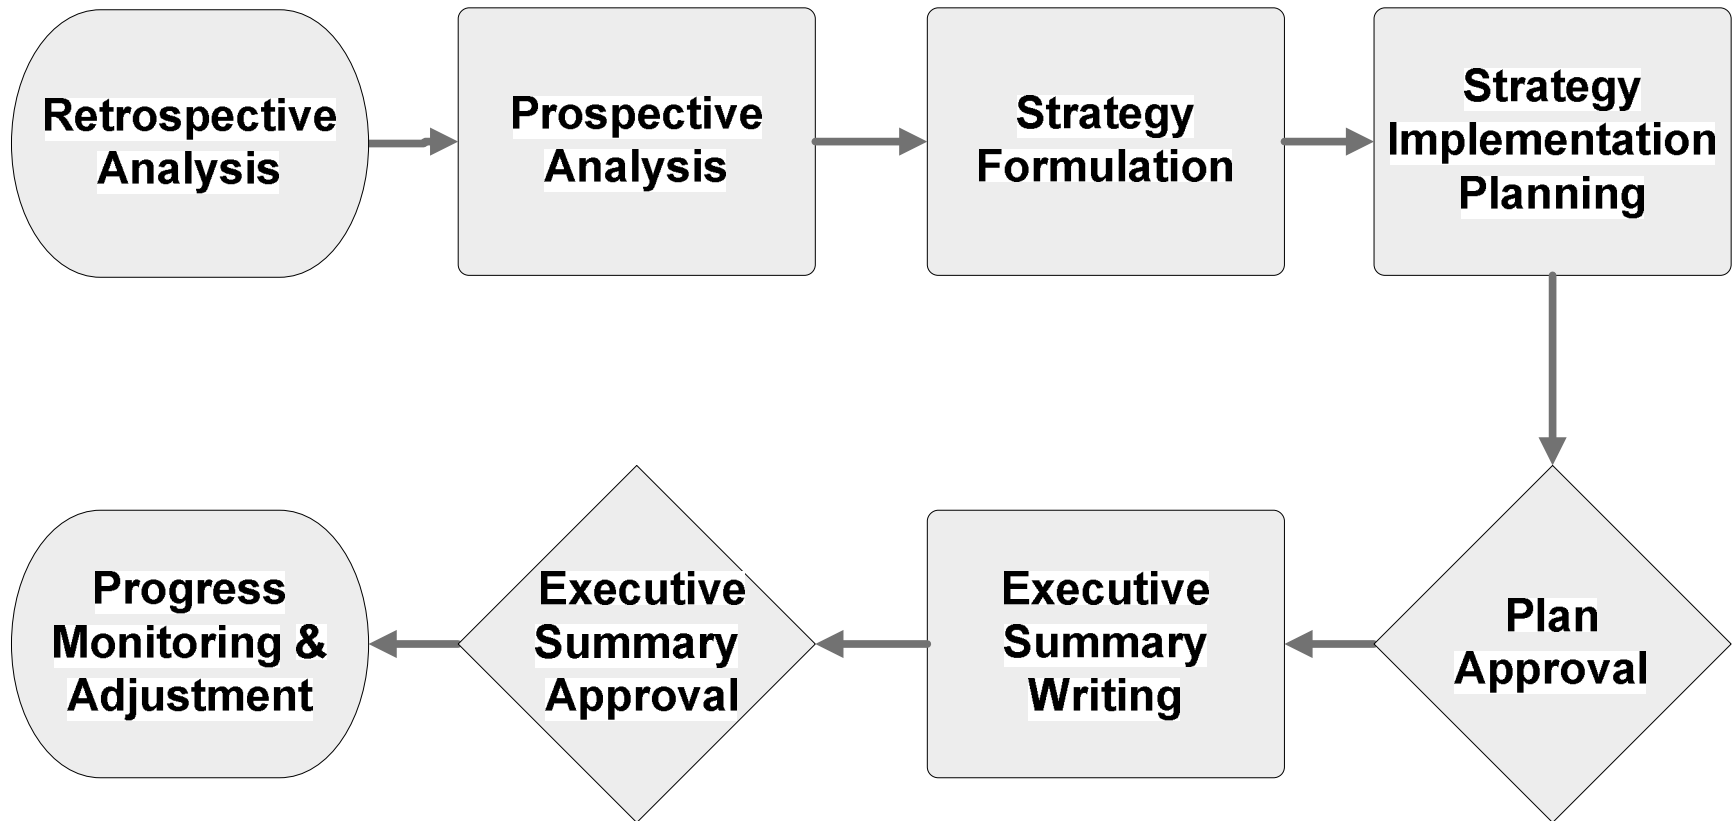 Retrospective
Analysis
Prospective
Analysis
Strategy
Formulation
Strategy
Implementation
Planning
Progress
Monitoring &
Adjustment
Executive
Summary
Approval
Executive
Summary
Writing
Plan
Approval